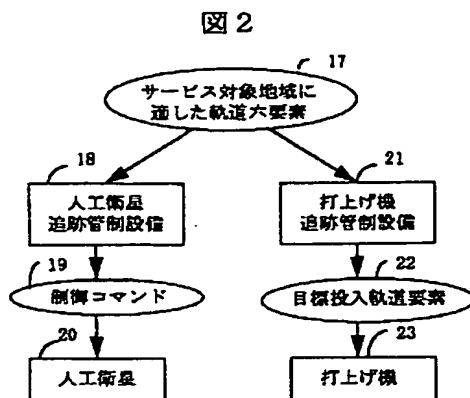 図2
17
サービス対象地域に
適した軌道六要素
18
人工衛星
追跡管制設備
21
打上げ機
追跡管制設備
19
制御コマンド
22
目標投入軌道要素
20
人工衛星
23
打上げ機